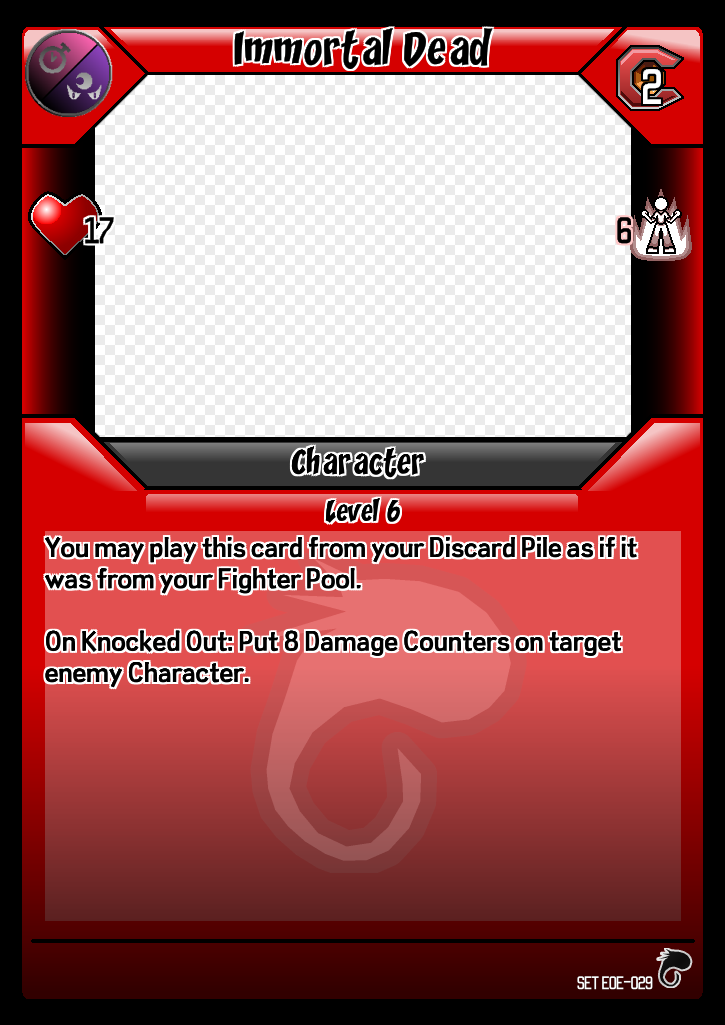 Immortal Dead
2
17
6
Character
Level 6
You may play this card from your Discard Pile as if it
was from your Fighter Pool.
On Knocked Out: Put 8 Damage Counters on target
enemy Character.
SET EOE-029